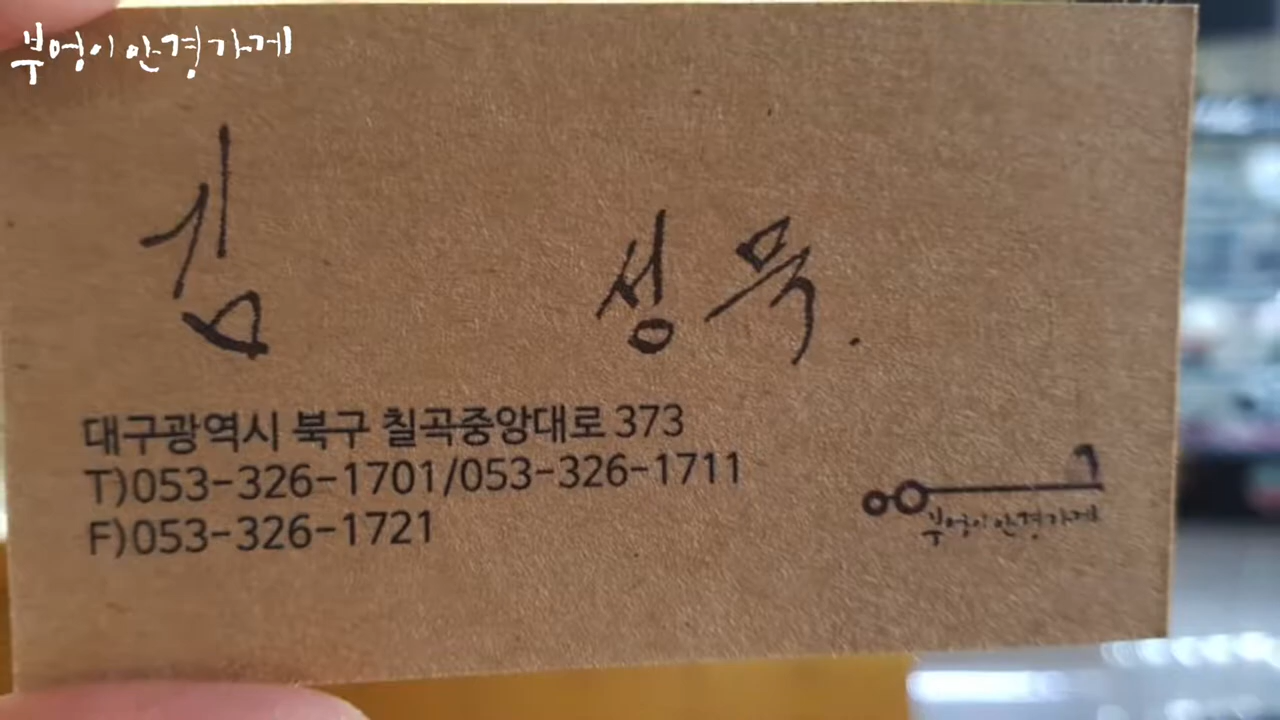 부엉이안경가게
김 성묵.
대구광역시 북구 칠곡중앙대로 373
T)053-326-1701/053-326-1711
F)053-326-1721
부엉이안경가게